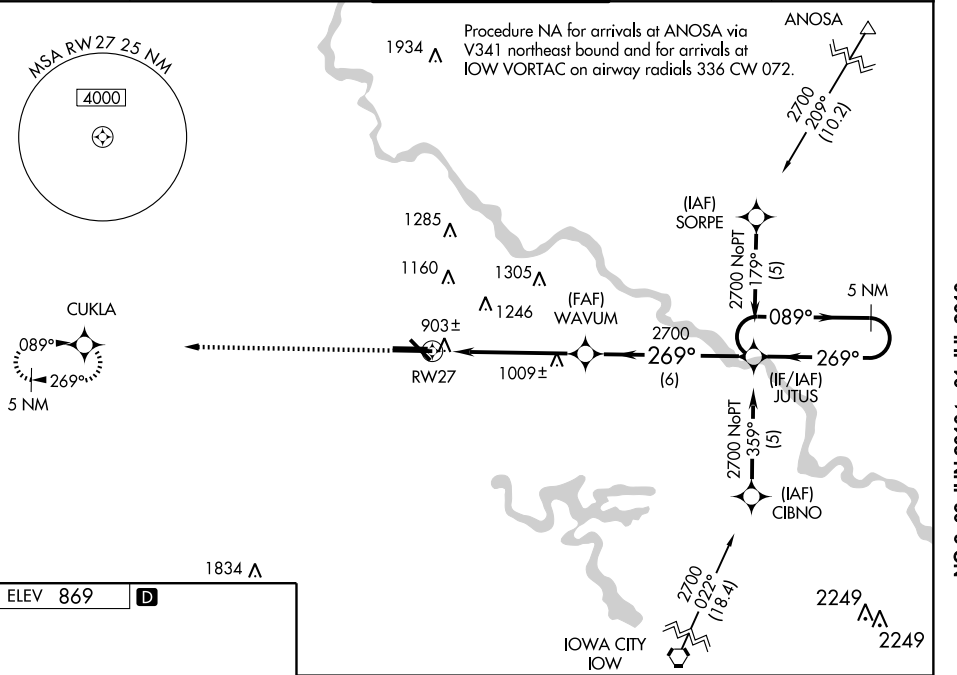 MSA RW 27 25 NM
4000
1934
Procedure NA for arrivals at ANOSA via
V341 northeast bound and for arrivals at
IOW VORTAC on airway radials 336 CW 072.
ANOSA
2700
209°
(10.2)
(IAF)
SORPE
2700 NoPT
179°
(5)
1285
1160
1305
1246
(FAF)
WAVUM
5 NM
089°
CUKLA
089°
269°
5 NM
903±
RW27
1009±
2700
269°
(6)
269°
(IF/IAF)
JUTUS
2700 NoPT
359°
(5)
(IAF)
CIBNO
2700
022°
(18.4)
IOWA CITY
IOW
1834
2249
2249
ELEV 869
D